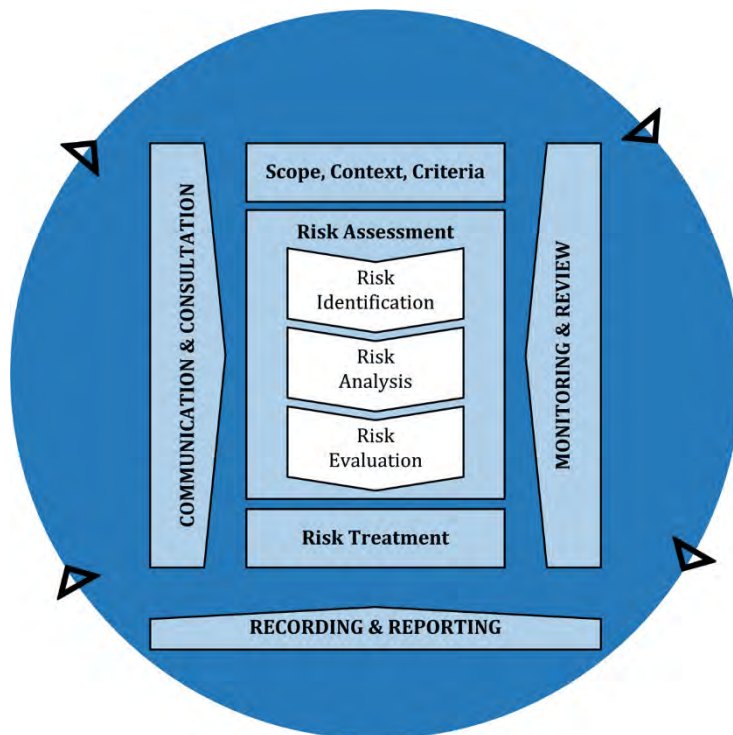 Scope, Context, Criteria
Risk Assessment
Risk
Identification
Risk
Analysis
Risk
Evaluation
Risk Treatment
COMMUNICATION & CONSULTATION
MONITORING & REVIEW
RECORDING & REPORTING